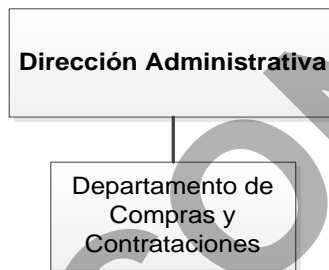 Dirección Administrativa
Departamento de
Compras y
Contrataciones